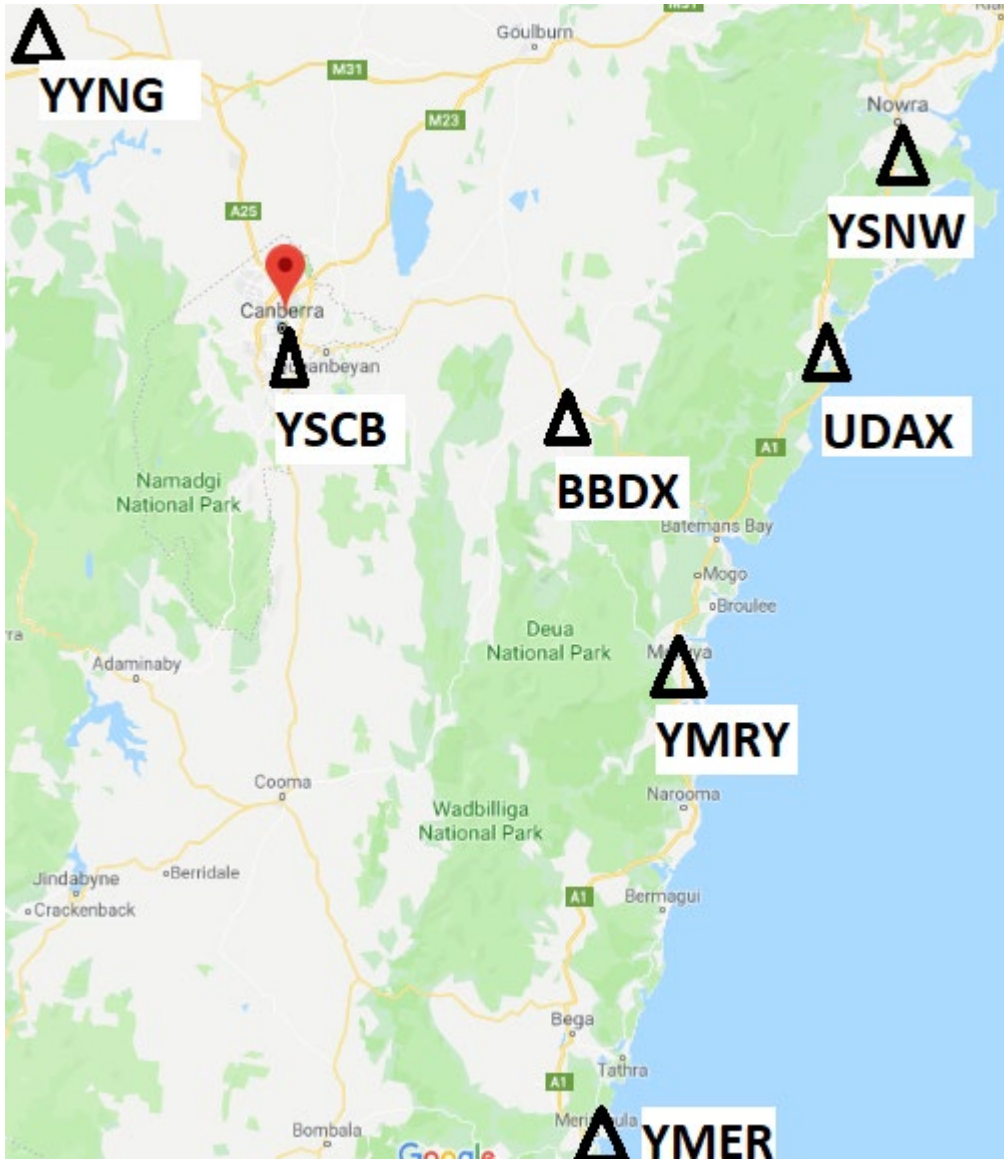 M31
Goulburn
YYNG
M31
M23
Nowra
A25
YSNW
Canberra
YSCB
UDAX
BBDX
A1
Namadgi
National Park
Batemans Bay
Mogo
Broulee
Deua
National Park
Adaminaby
YMRY
Cooma
Narooma
Wadbilliga
National Park
Berridale
Jindabyne
Crackenback
A1
Bermagui
Bega
Tathra
A1
Bombala
YMER
Google